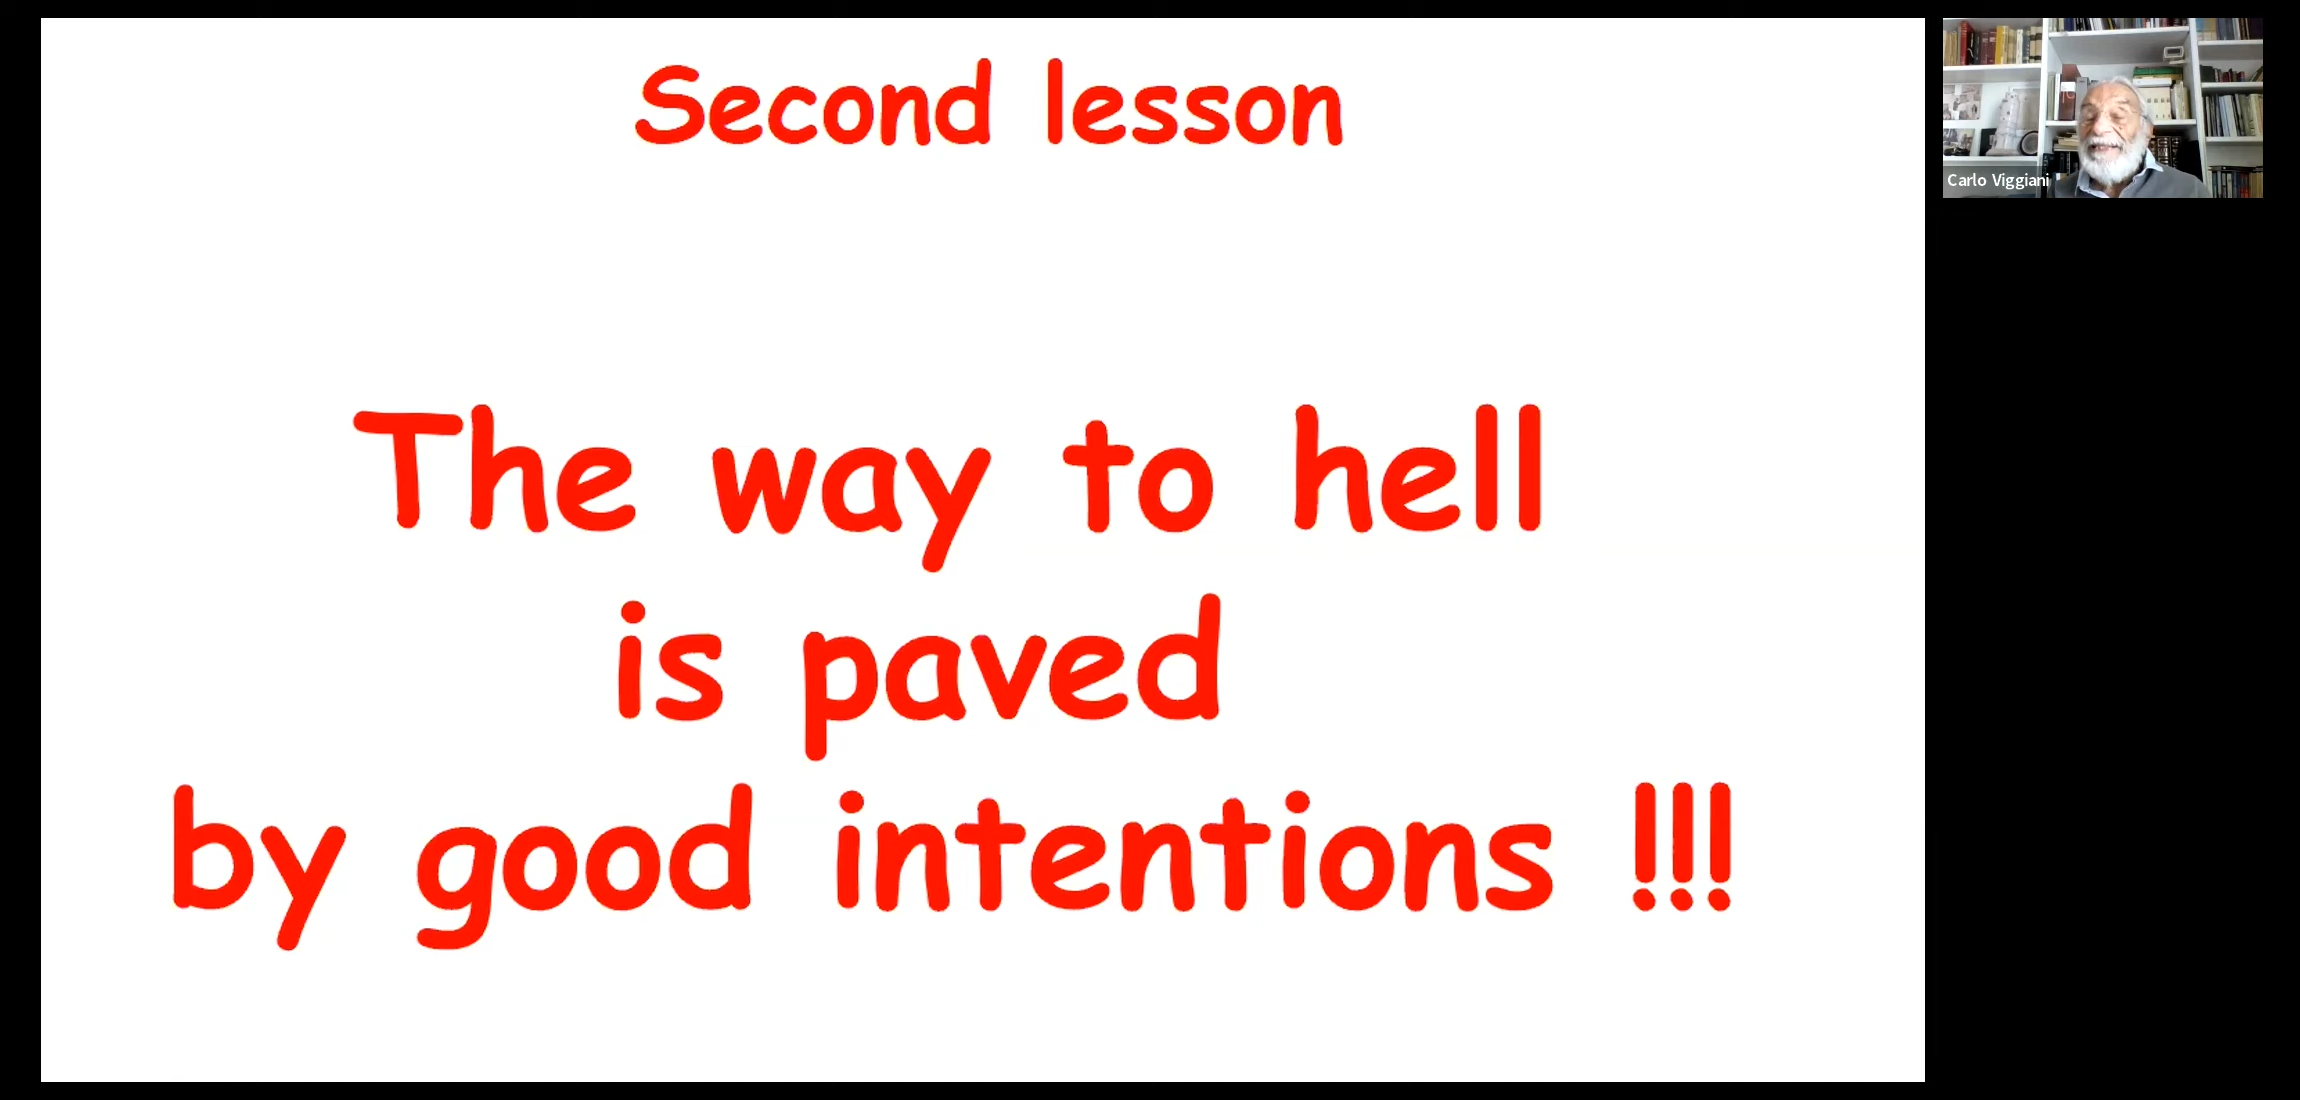 Second lesson
The way to hell
is paved
by good intentions !!!
Carlo Viggiani